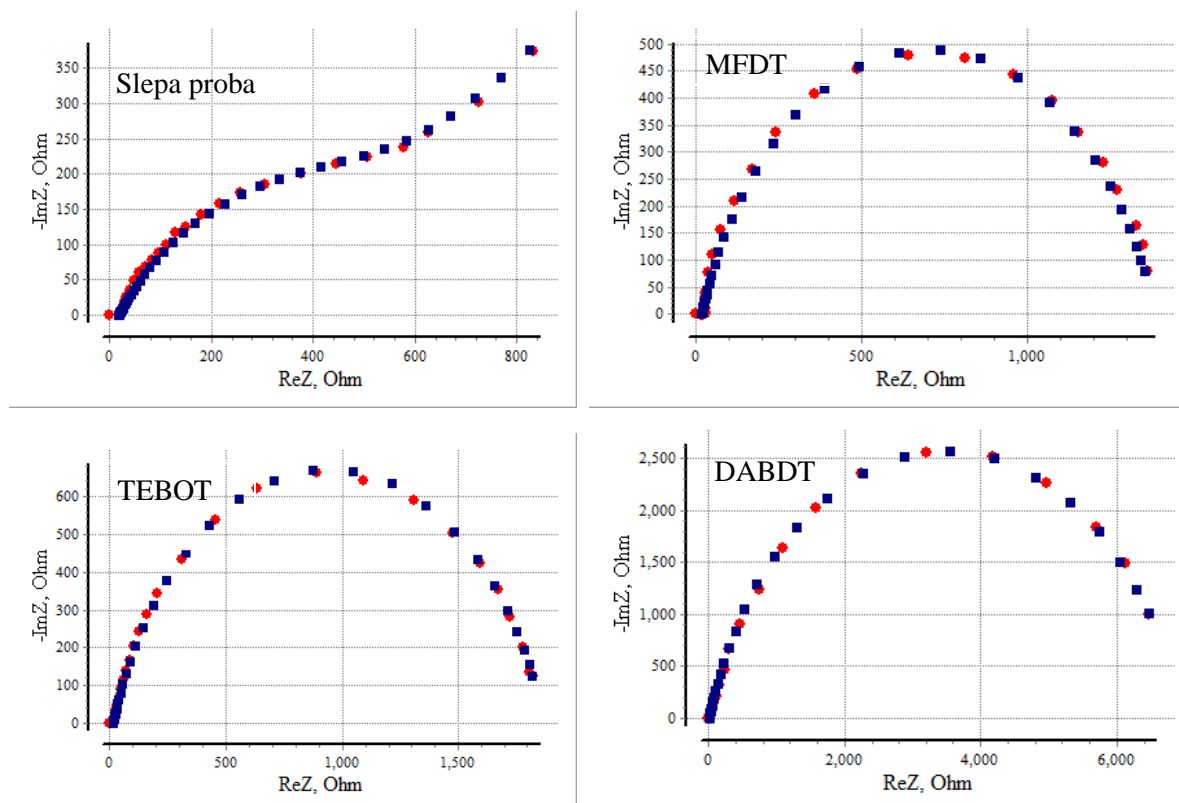 Slepa proba
350
300
250
200
150
100
50
0
-ImZ, Ohm
0 200 400 600 800
ReZ, Ohm
MFDT
500
450
400
350
300
250
200
150
100
50
0
-ImZ, Ohm
0 500 1,000
ReZ, Ohm
TEBOT
600
500
400
300
200
100
0
-ImZ, Ohm
0 500 1,000 1,500
ReZ, Ohm
DABDT
2,500
2,000
1,500
1,000
500
0
-ImZ, Ohm
0 2,000 4,000 6,000
ReZ, Ohm